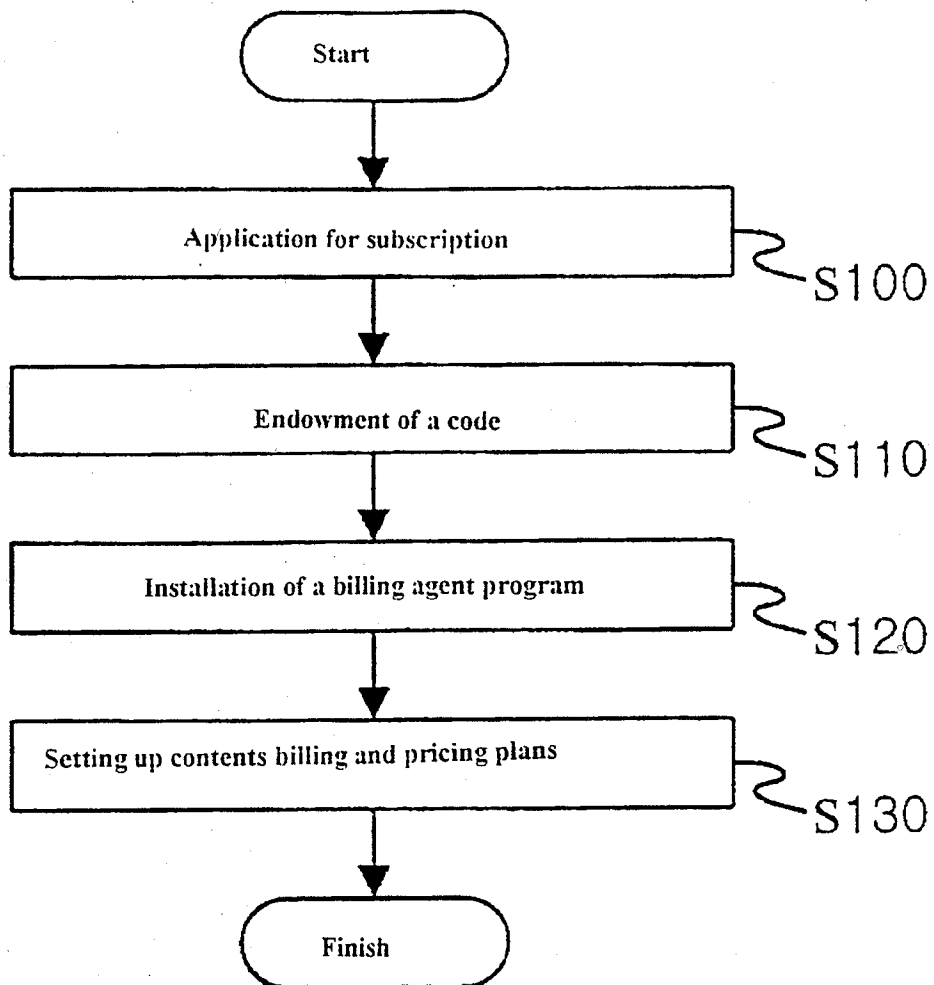 Start
Application for subscription
S100
Endowment of a code
S110
Installation of a billing agent program
S120
Setting up contents billing and pricing plans
S130
Finish